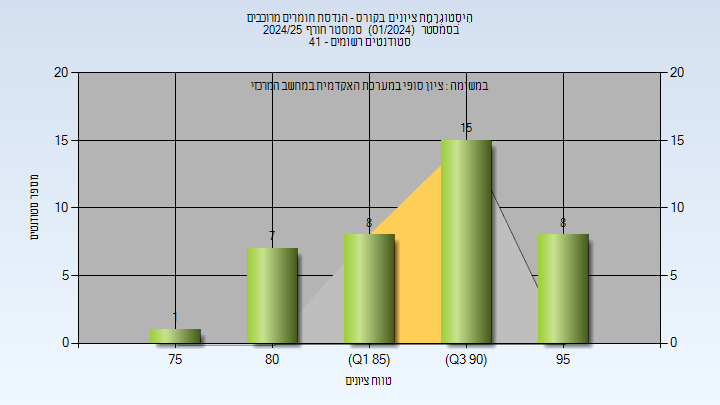 היסטוגרמת ציונים בקורס - הנדסת חומרים מרוכבים
בסמסטר (01/2024) סמסטר חורף 2024/25
סטודנטים רשומים - 41
במשימה : ציון סופי במערכת האקדמית במחשב המרכזי
20
20
15
15
15
10
10
8
8
7
5
5
1
0
0
מספר סטודנטים
75
80
(Q1 85)
(Q3 90)
95
טווח ציונים